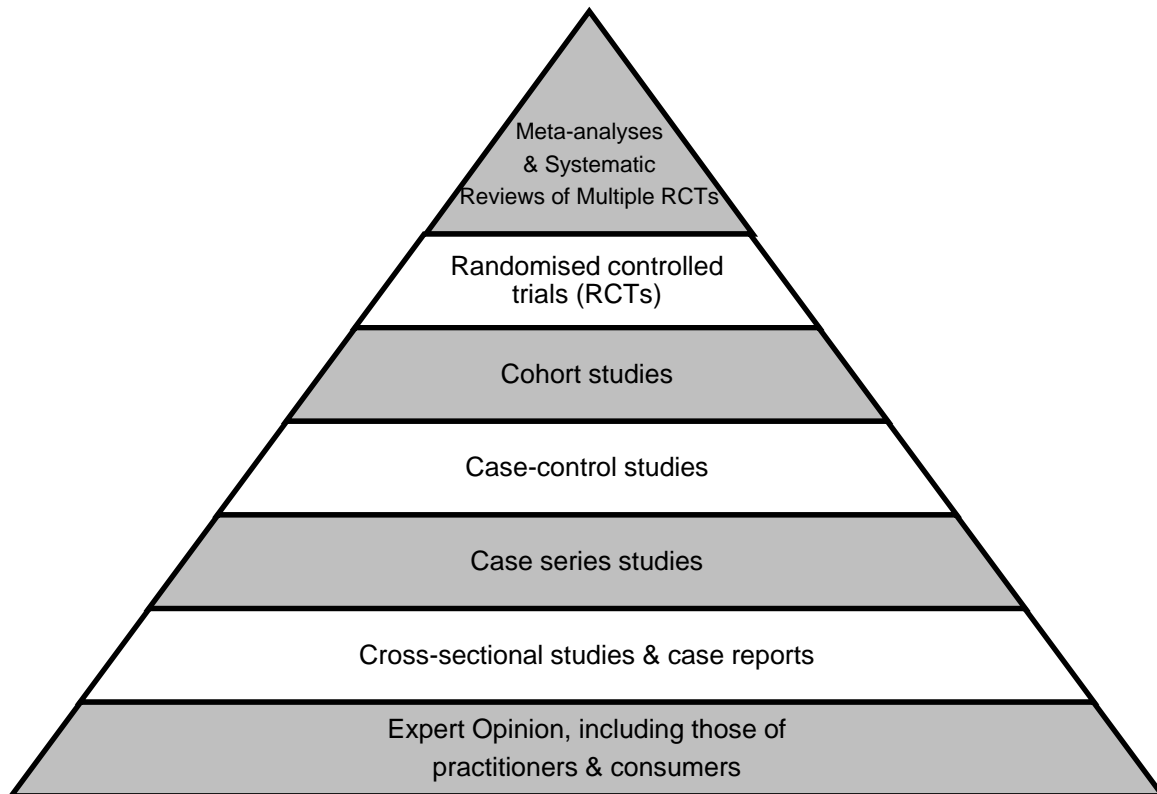 Meta-analyses
& Systematic
Reviews of Multiple RCTs
Randomised controlled
trials (RCTs)
Cohort studies
Case-control studies
Case series studies
Cross-sectional studies & case reports
Expert Opinion, including those of
practitioners & consumers